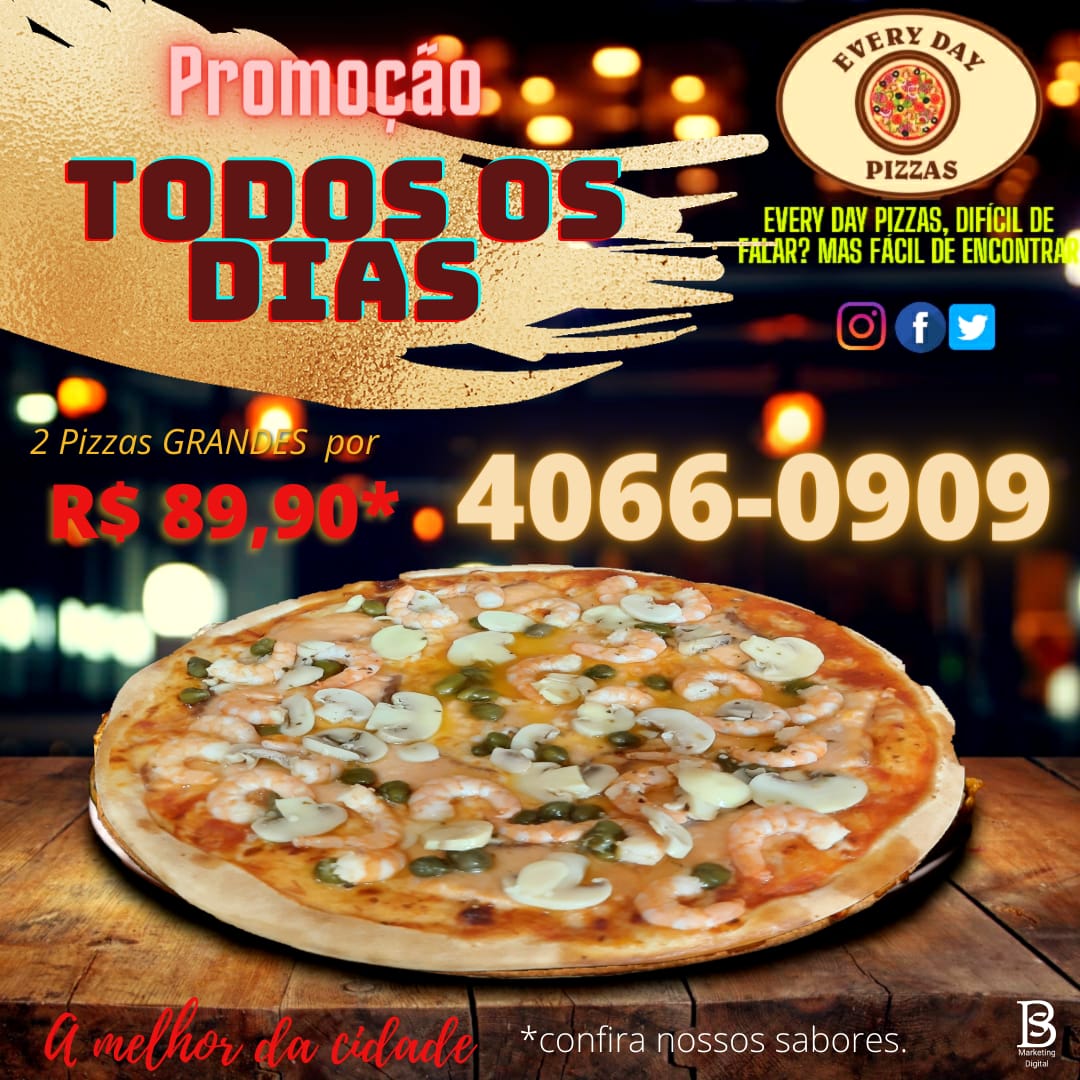 Promoção
TODOS OS
DIAS
EVERY DAY
PIZZAS
EVERY DAY PIZZAS, DIFÍCIL DE
FALAR? MAS FÁCIL DE ENCONTRAR
2 Pizzas GRANDES por
R$ 89,90*
4066-0909
A melhor da cidade
*confira nossos sabores.
BS
Marketing
Digital